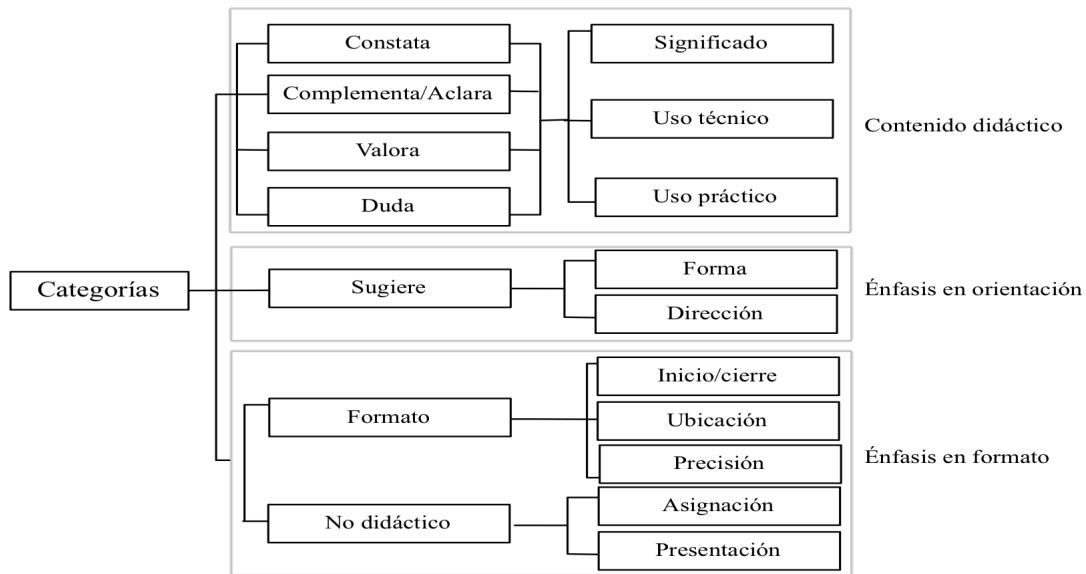 Categorías
Constata
Complementa/Aclara
Valora
Duda
Significado
Uso técnico
Uso práctico
Contenido didáctico
Sugiere
Forma
Dirección
Énfasis en orientación
Formato
Inicio/cierre
Ubicación
Precisión
No didáctico
Asignación
Presentación
Énfasis en formato